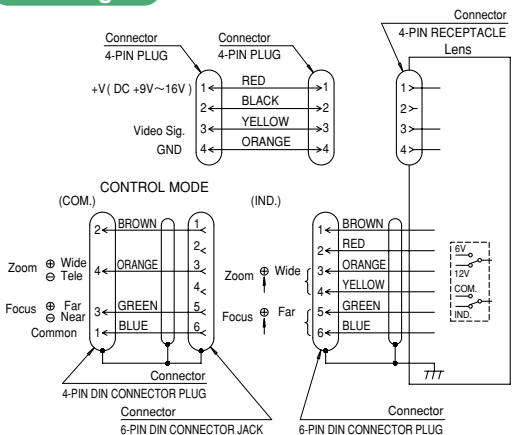 Connector
4-PIN PLUG
Connector
4-PIN PLUG
Connector
4-PIN RECEPTACLE
Lens
+V( DC +9V～16V )
1 RED 1
2 BLACK 2
Video Sig. 3 YELLOW 3
GND 4 ORANGE 4
1
2
3
4
CONTROL MODE
(COM.)
2 BROWN 1
2
Zoom ⊕ Wide
⊖ Tele
4 ORANGE 3
4
Focus ⊕ Far
⊖ Near
3 GREEN 5
Common 1 BLUE 6
Connector
4-PIN DIN CONNECTOR PLUG
Connector
6-PIN DIN CONNECTOR JACK
(IND.)
1 BROWN
2 RED
Zoom ⊕ Wide 3 ORANGE
4 YELLOW
Focus ⊕ Far 5 GREEN
6 BLUE
Connector
6-PIN DIN CONNECTOR PLUG
6V
12V
COM.
IND.